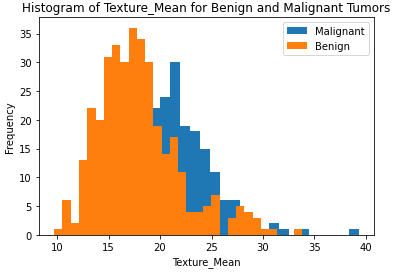 Histogram of Texture_Mean for Benign and Malignant Tumors
Malignant
Benign
Frequency
35
30
25
20
15
10
5
0
10 15 20 25 30 35 40
Texture_Mean